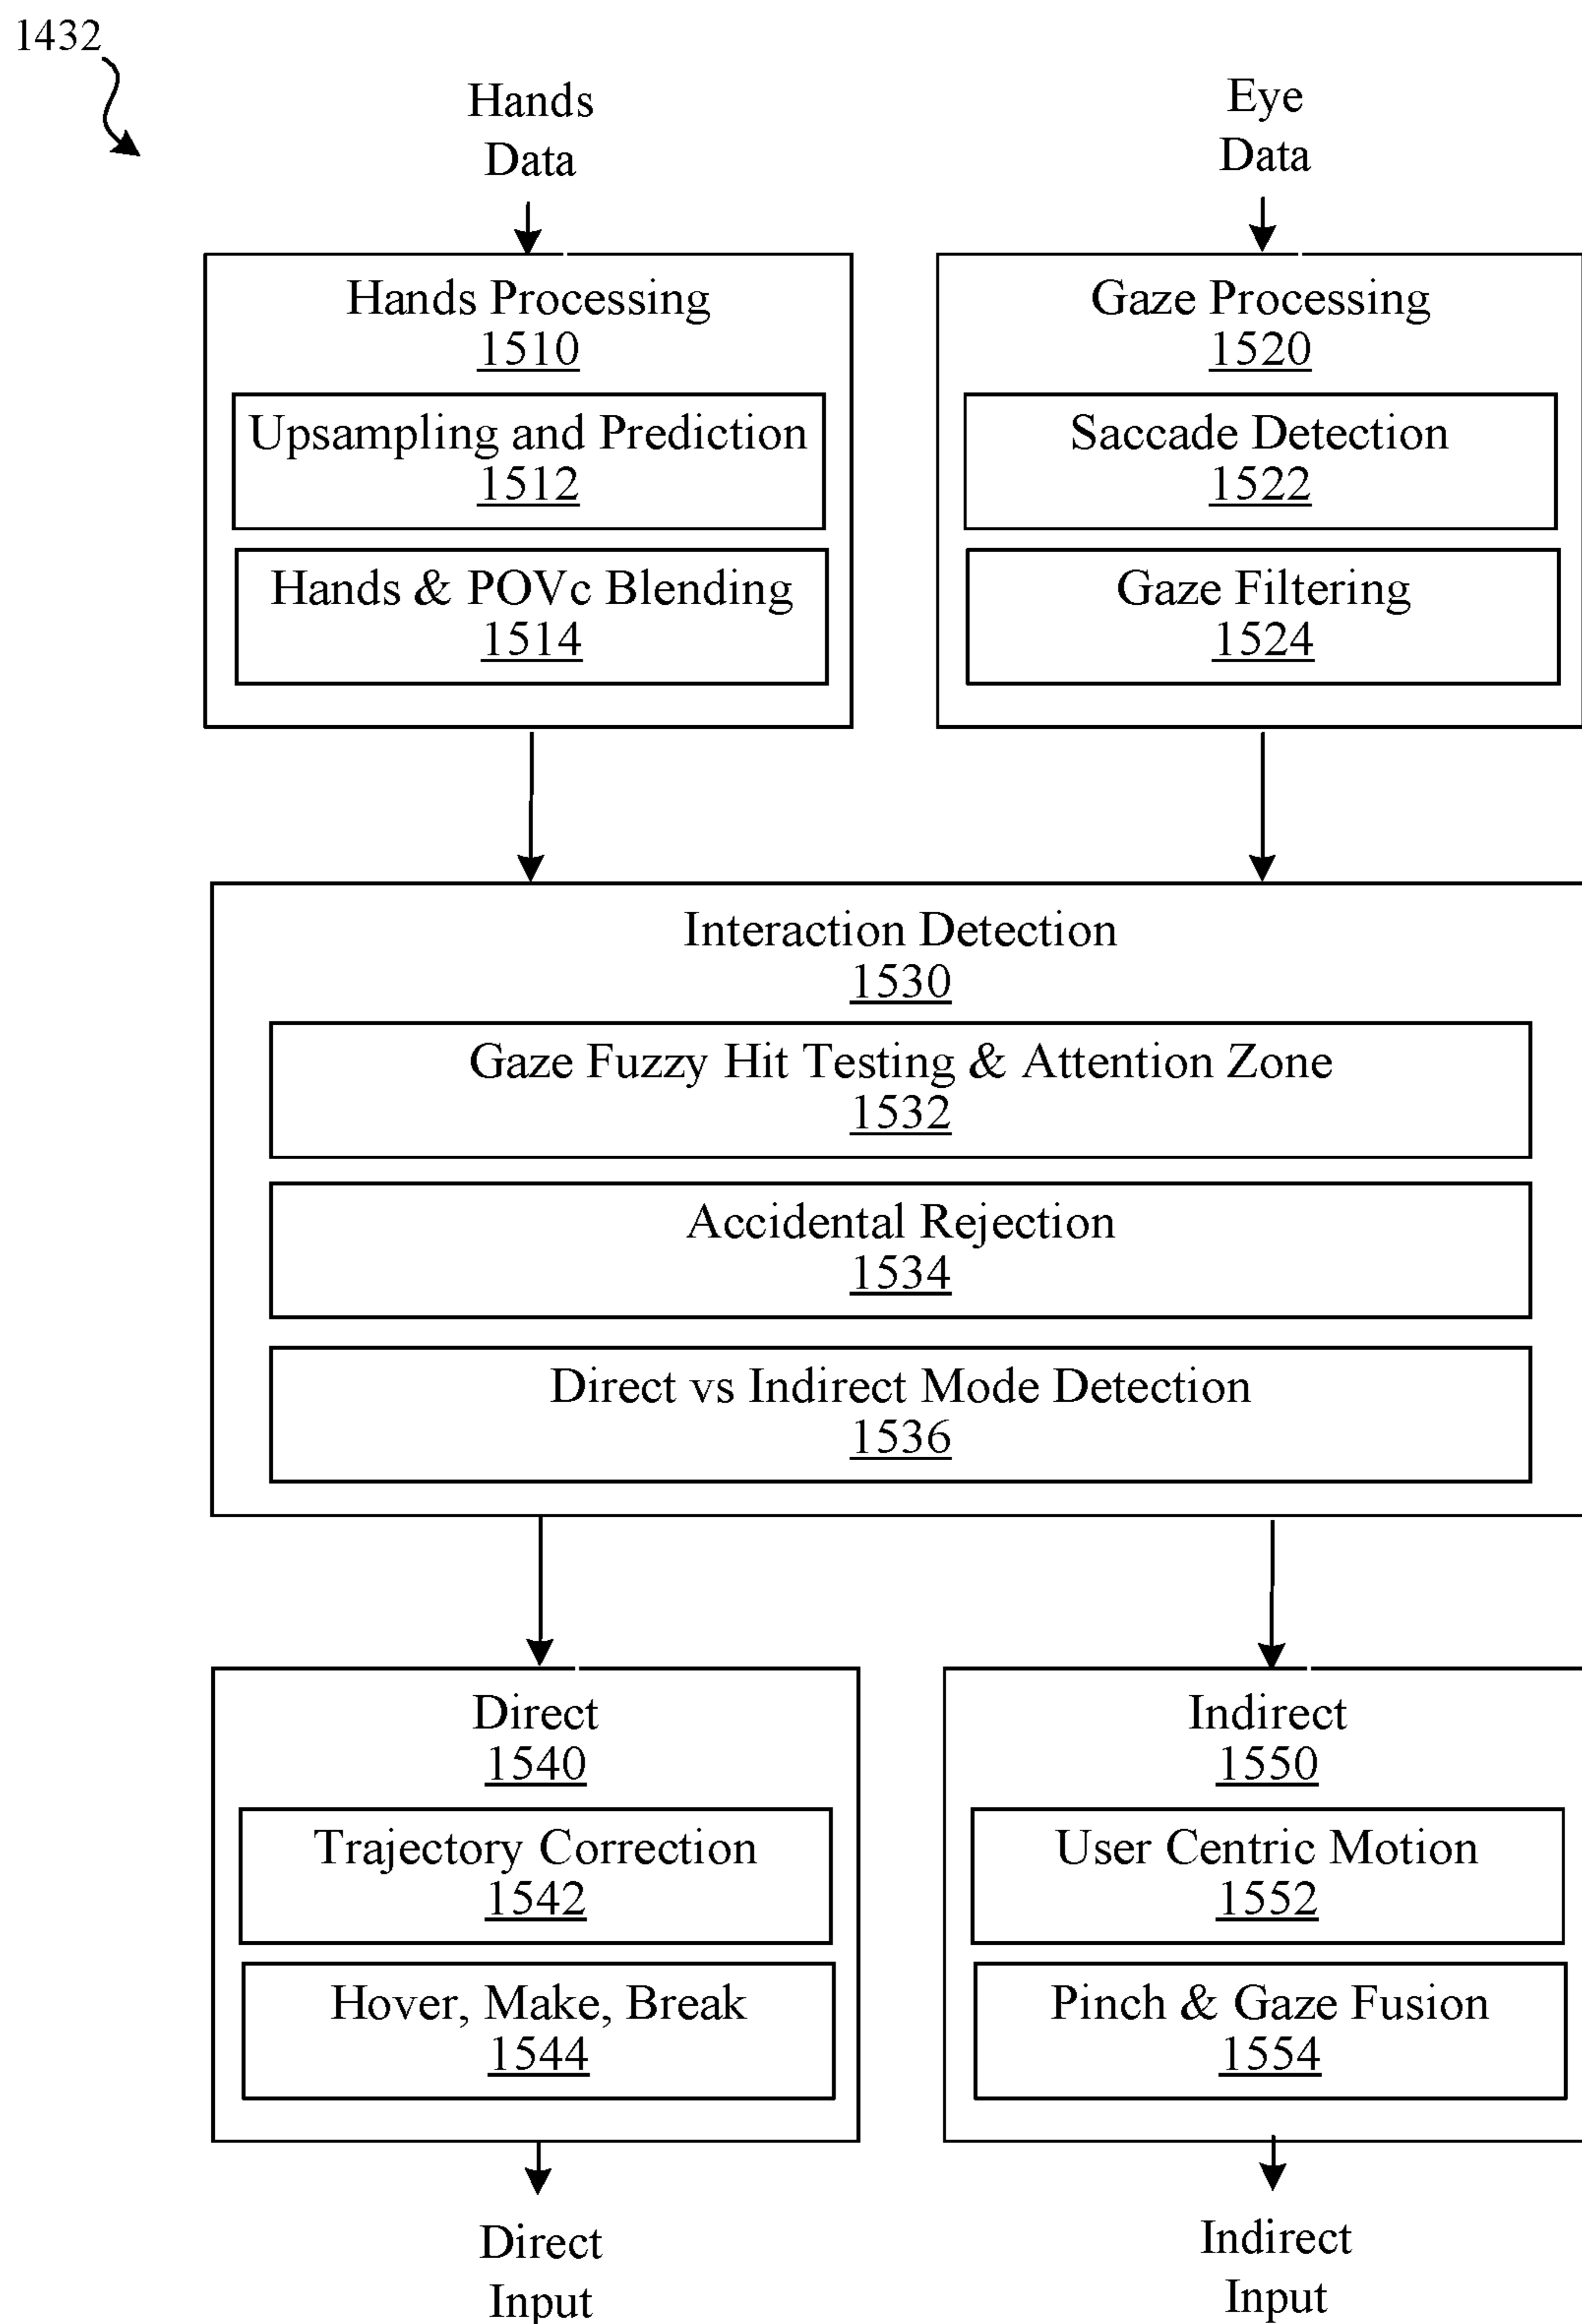 1432
Hands
Data
Eye
Data
Hands Processing
1510
Upsampling and Prediction
1512
Hands & POVc Blending
1514
Gaze Processing
1520
Saccade Detection
1522
Gaze Filtering
1524
Interaction Detection
1530
Gaze Fuzzy Hit Testing & Attention Zone
1532
Accidental Rejection
1534
Direct vs Indirect Mode Detection
1536
Direct
1540
Trajectory Correction
1542
Hover, Make, Break
1544
Indirect
1550
User Centric Motion
1552
Pinch & Gaze Fusion
1554
Direct
Input
Indirect
Input